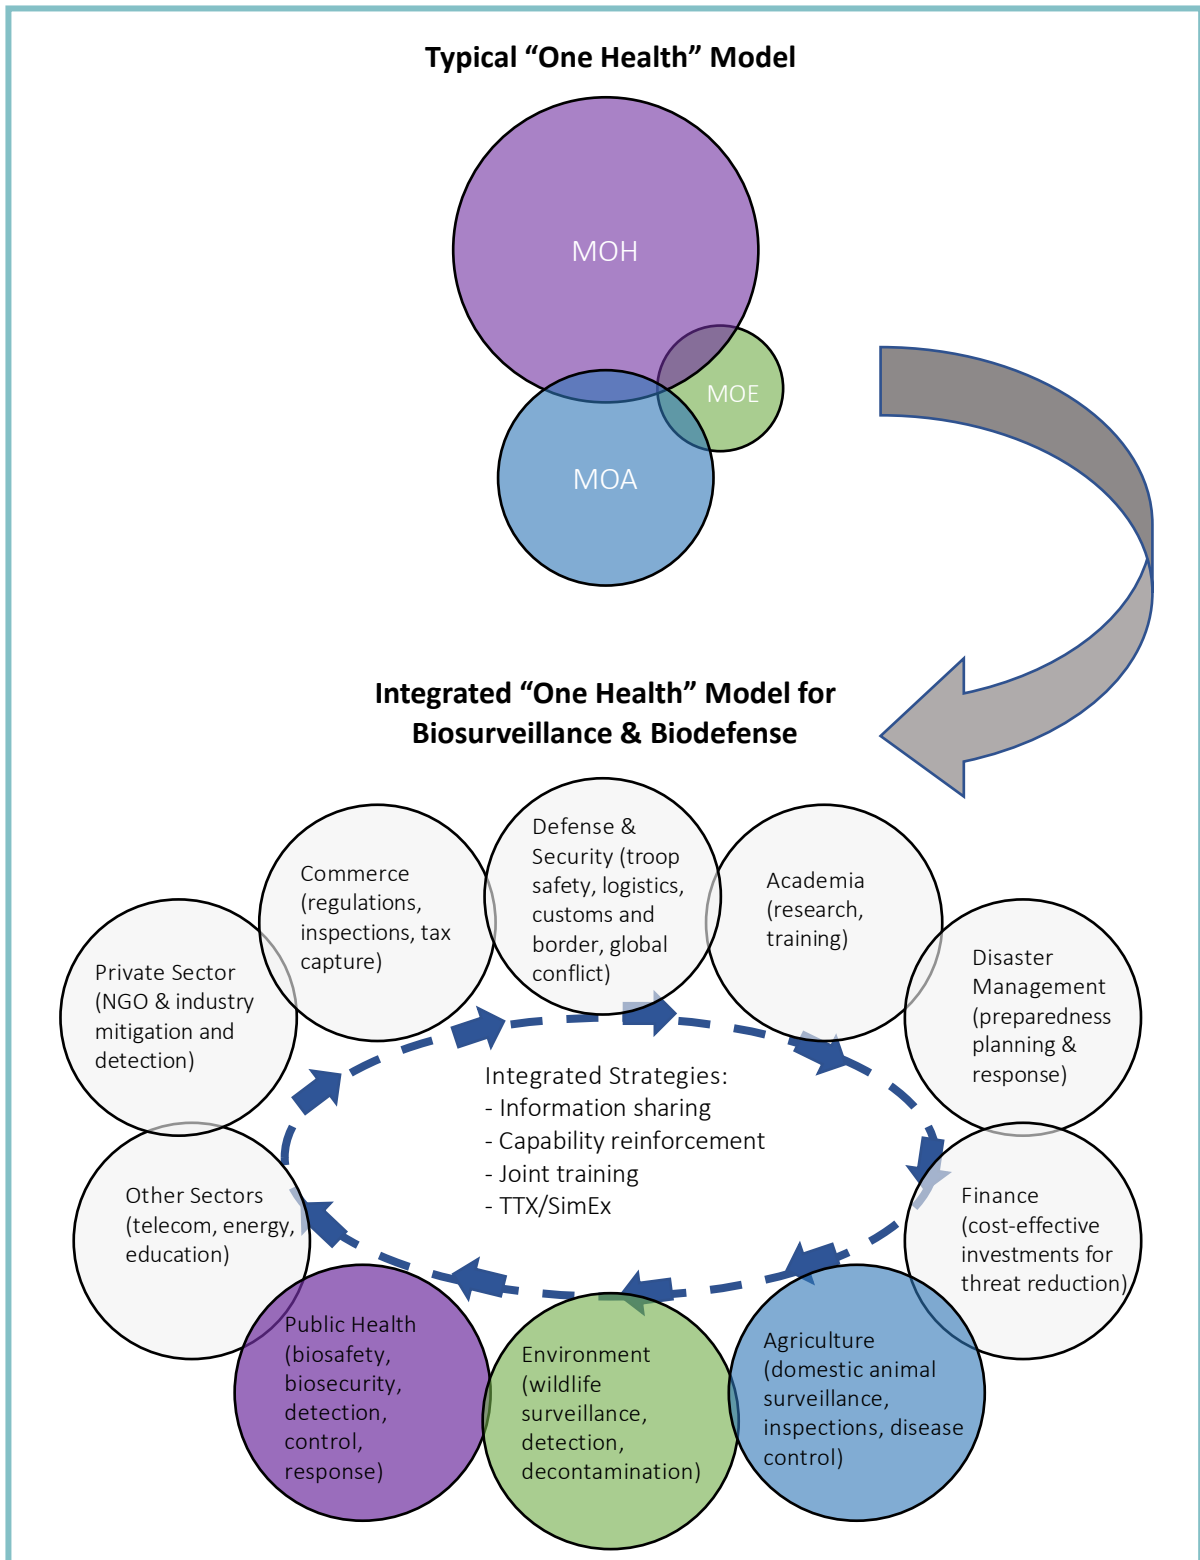 Typical “One Health” Model
MOH
MOE
MOA
Integrated “One Health” Model for
Biosurveillance & Biodefense
Defense &
Security (troop
safety, logistics,
customs and
border, global
conflict)
Commerce
(regulations,
inspections, tax
capture)
Academia
(research,
training)
Private Sector
(NGO & industry
mitigation and
detection)
Disaster
Management
(preparedness
planning &
response)
Integrated Strategies:
- Information sharing
- Capability reinforcement
- Joint training
- TTX/SimEx
Other Sectors
(telecom, energy,
education)
Finance
(cost-effective
investments for
threat reduction)
Public Health
(biosafety,
biosecurity,
detection,
control,
response)
Environment
(wildlife
surveillance,
detection,
decontamination)
Agriculture
(domestic animal
surveillance,
inspections, disease
control)